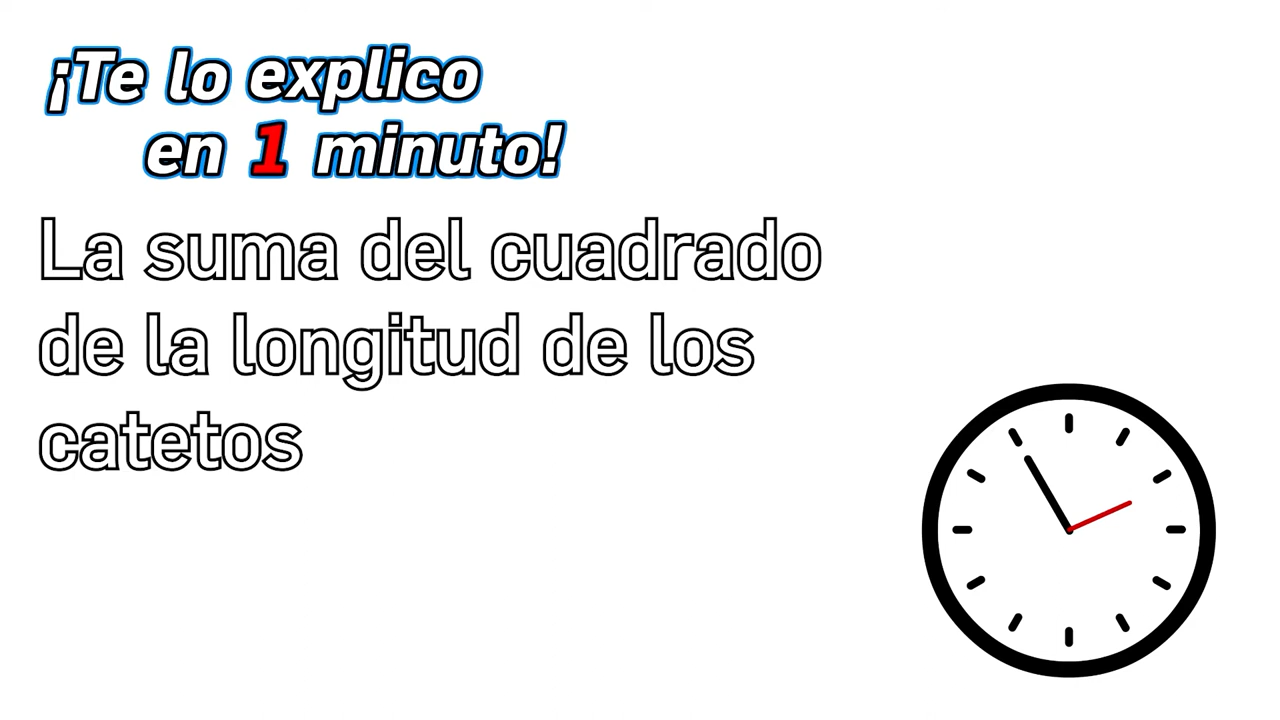 ¡Te lo explico
en 1 minuto!
La suma del cuadrado
de la longitud de los
catetos